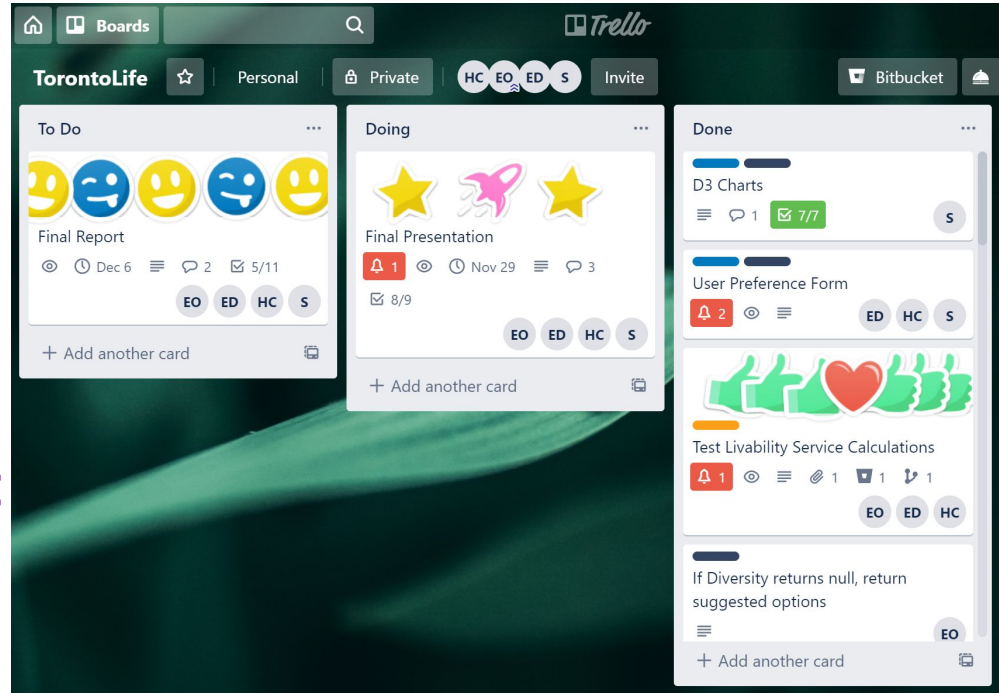 Boards
Trello
TorontoLife Personal Private HC EO ED S Invite Bitbucket
To Do
Final Report
Dec 6 2 5/11
EO ED HC S
+ Add another card
Doing
Final Presentation
1 Nov 29 3
8/9
EO ED HC S
+ Add another card
Done
D3 Charts
1 7/7 S
User Preference Form
2 ED HC S
Test Livability Service Calculations
1 1 1 1
EO ED HC
If Diversity returns null, return
suggested options
EO
+ Add another card